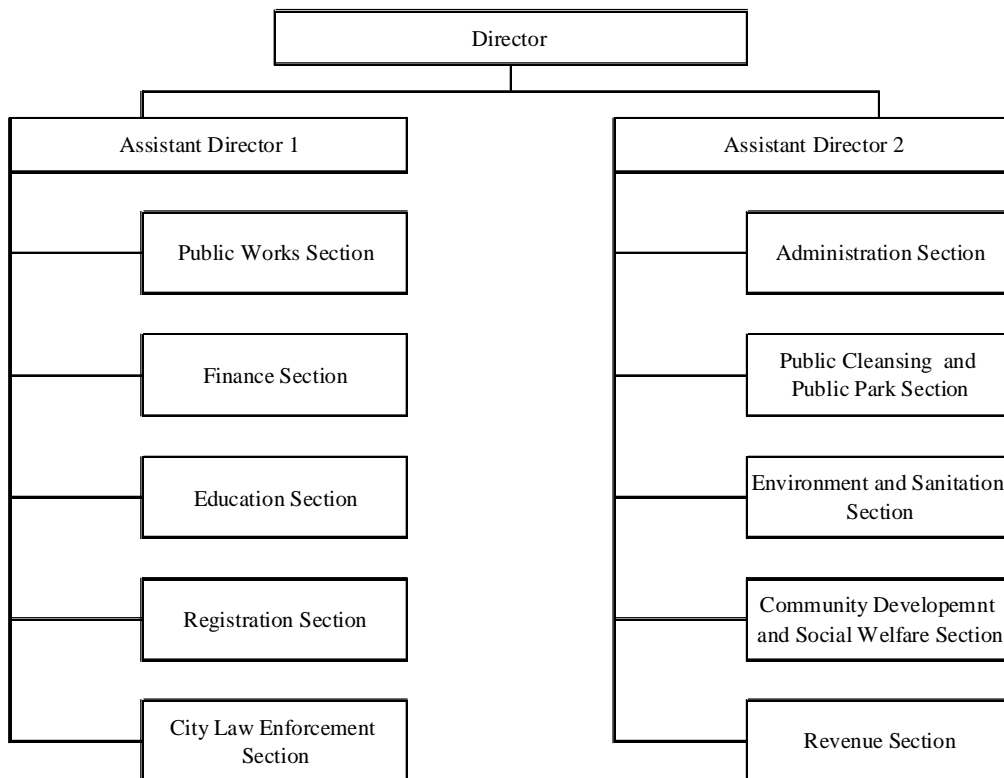 Director
Assistant Director 1
Assistant Director 2
Public Works Section
Administration Section
Finance Section
Public Cleansing and
Public Park Section
Education Section
Environment and Sanitation
Section
Registration Section
Community Developemnt
and Social Welfare Section
City Law Enforcement
Section
Revenue Section